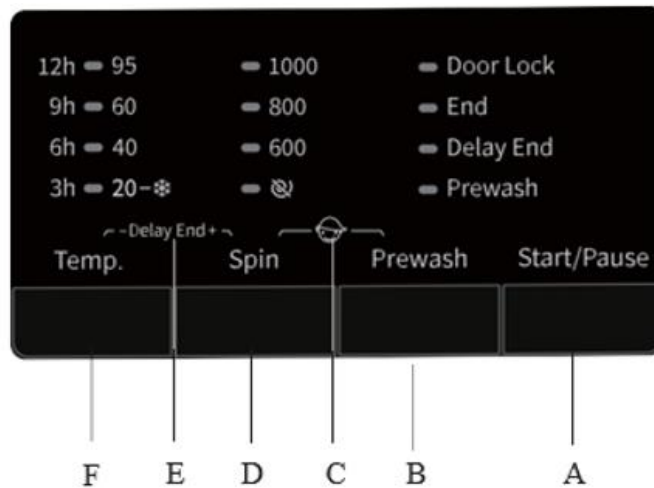 12h 95 1000 Door Lock
9h 60 800 End
6h 40 600 Delay End
3h 20- Prewash
-Delay End+
Temp. Spin Prewash Start/Pause
F E D C B A